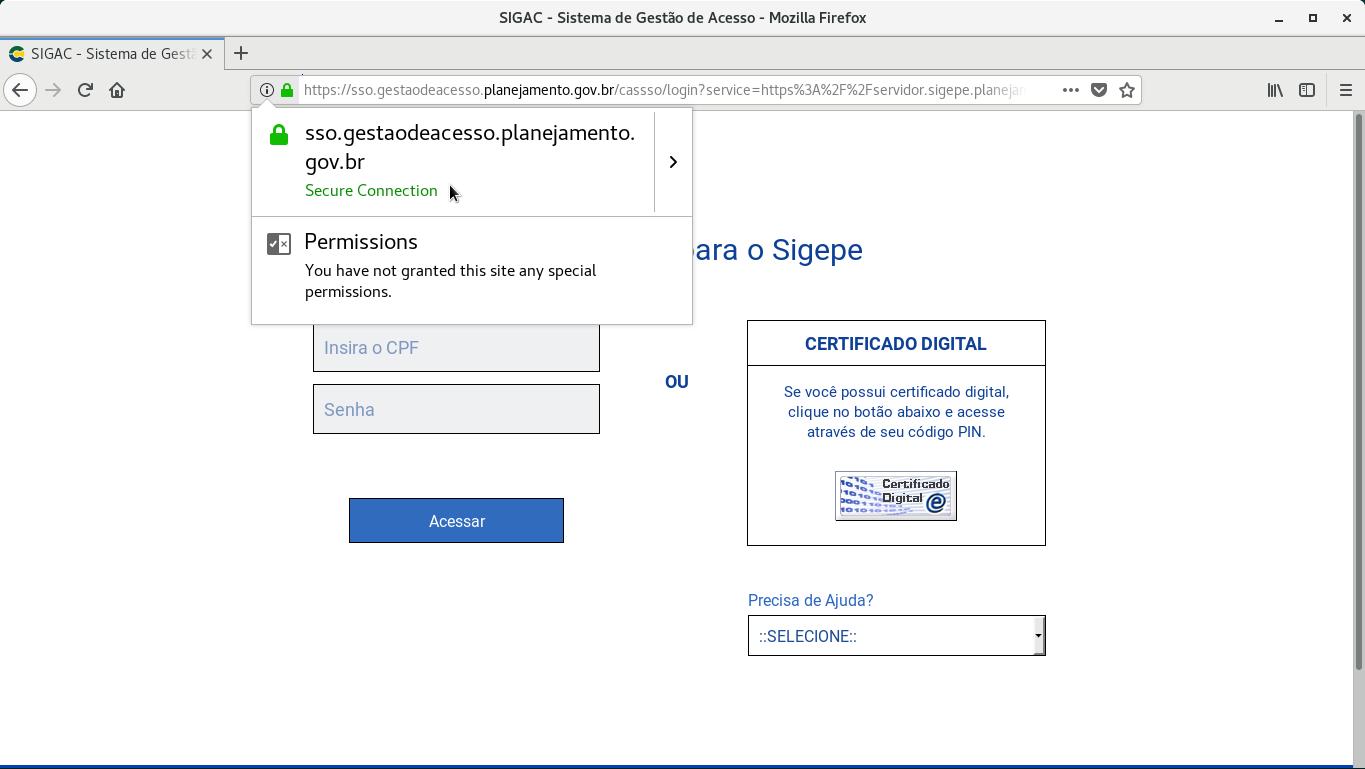 SIGAC - Sistema de Gestão de Acesso - Mozilla Firefox
SIGAC - Sistema de Gestã
https://sso.gestaodeacesso.planejamento.gov.br/cassso/login?service=https%3A%2F%2Fservidor.sigepe.planejam
sso.gestaodeacesso.planejamento.
gov.br
Secure Connection
Permissions
You have not granted this site any special
permissions.
para o Sigepe
Insira o CPF
Senha
Acessar
OU
CERTIFICADO DIGITAL
Se você possui certificado digital,
clique no botão abaixo e acesse
através de seu código PIN.
Certificado
Digital
Precisa de Ajuda?
::SELECIONE::